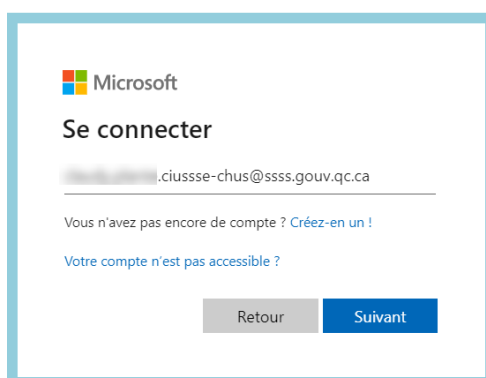 Microsoft
Se connecter
.ciussse-chus@ssss.gouv.qc.ca
Vous n'avez pas encore de compte ? Créez-en un !
Votre compte n'est pas accessible ?
Retour Suivant